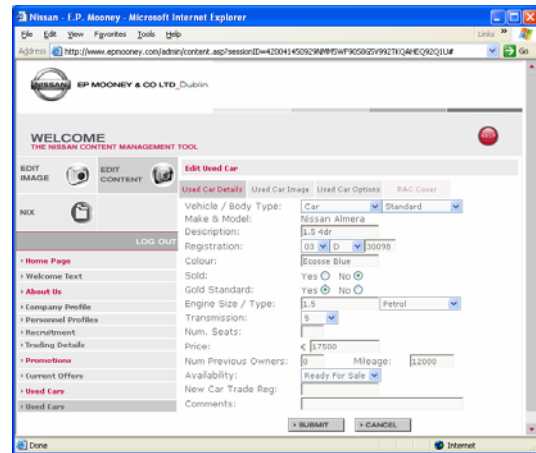 Nissan - E.P. Mooney - Microsoft Internet Explorer
File Edit View Favorites Tools Help
Links »
Address http://www.epmooney.com/admin/content.asp?sessionID=420041450929NMMSWF9058G5V992TKQAHEQ92Q1LU#
Go
NISSAN EP MOONEY & CO LTD_Dublin
WELCOME
THE NISSAN CONTENT MANAGEMENT TOOL
HELP
EDIT IMAGE
EDIT CONTENT
NIX
LOG OUT
Home Page
Welcome Text
About Us
Company Profile
Personnel Profiles
Recruitment
Trading Details
Promotions
Current Offers
Used Cars
Used Cars
Edit Used Car
Used Car Details Used Car Image Used Car Options RAC Cover
Vehicle / Body Type: Car Standard
Make & Model: Nissan Almera
Description: 1.5 4dr
Registration: 03 D 30098
Colour: Ecosse Blue
Sold: Yes No
Gold Standard: Yes No
Engine Size / Type: 1.5 Petrol
Transmission: 5
Num. Seats:
Price: € 17500
Num Previous Owners: 0 Mileage: 12000
Availability: Ready For Sale
New Car Trade Reg:
Comments:
SUBMIT CANCEL
Done Internet